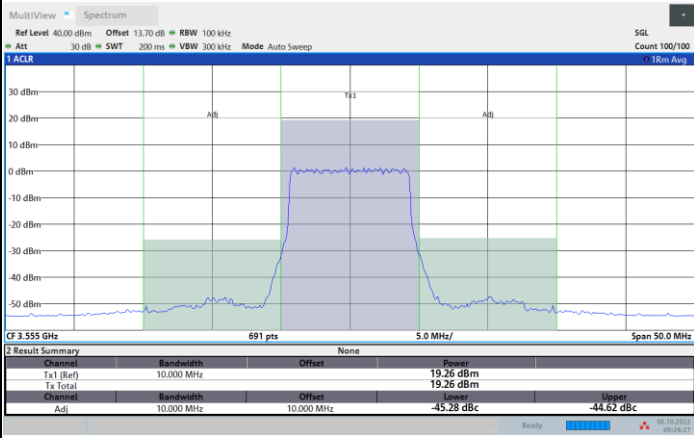 MultiView Spectrum
Ref Level 40.00 dBm Offset 13.70 dB RBW 100 kHz SGL
Att 30 dB SWT 200 ms VBW 300 kHz Mode Auto Sweep Count 100/100
1 ACLR 1Rm Avg
30 dBm
Tx1
20 dBm Adj Adj
10 dBm
0 dBm
-10 dBm
-20 dBm
-30 dBm
-40 dBm
-50 dBm
CF 3.555 GHz 691 pts 5.0 MHz/ Span 50.0 MHz
2 Result Summary None
Channel Bandwidth Offset Power
Tx1 (Ref) 10.000 MHz 19.26 dBm
Tx Total 19.26 dBm
Channel Bandwidth Offset Lower Upper
Adj 10.000 MHz 10.000 MHz -45.28 dBc -44.62 dBc
Ready 06.10.2022
09:24:27